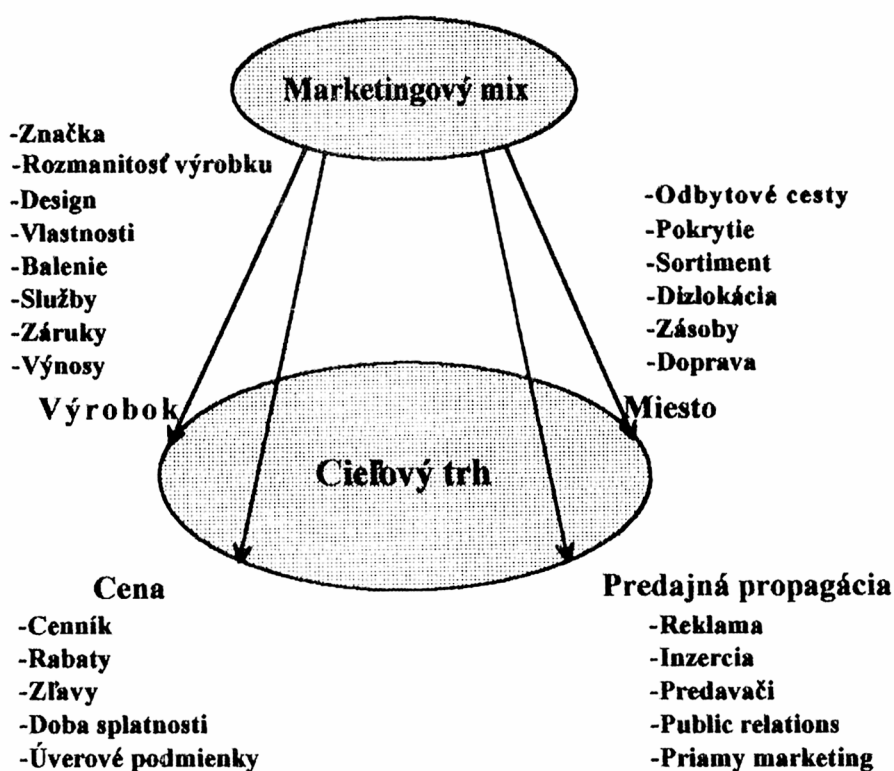 Marketingový mix
-Značka
-Rozmanitosť výrobku
-Design
-Vlastnosti
-Balenie
-Služby
-Záruky
-Výnosy
Výrobok
-Odbytové cesty
-Pokrytie
-Sortiment
-Dizlokácia
-Zásoby
-Doprava
Miesto
Cieľový trh
Cena
-Cenník
-Rabaty
-Zľavy
-Doba splatnosti
-Úverové podmienky
Predajná propagácia
-Reklama
-Inzercia
-Predavači
-Public relations
-Priamy marketing